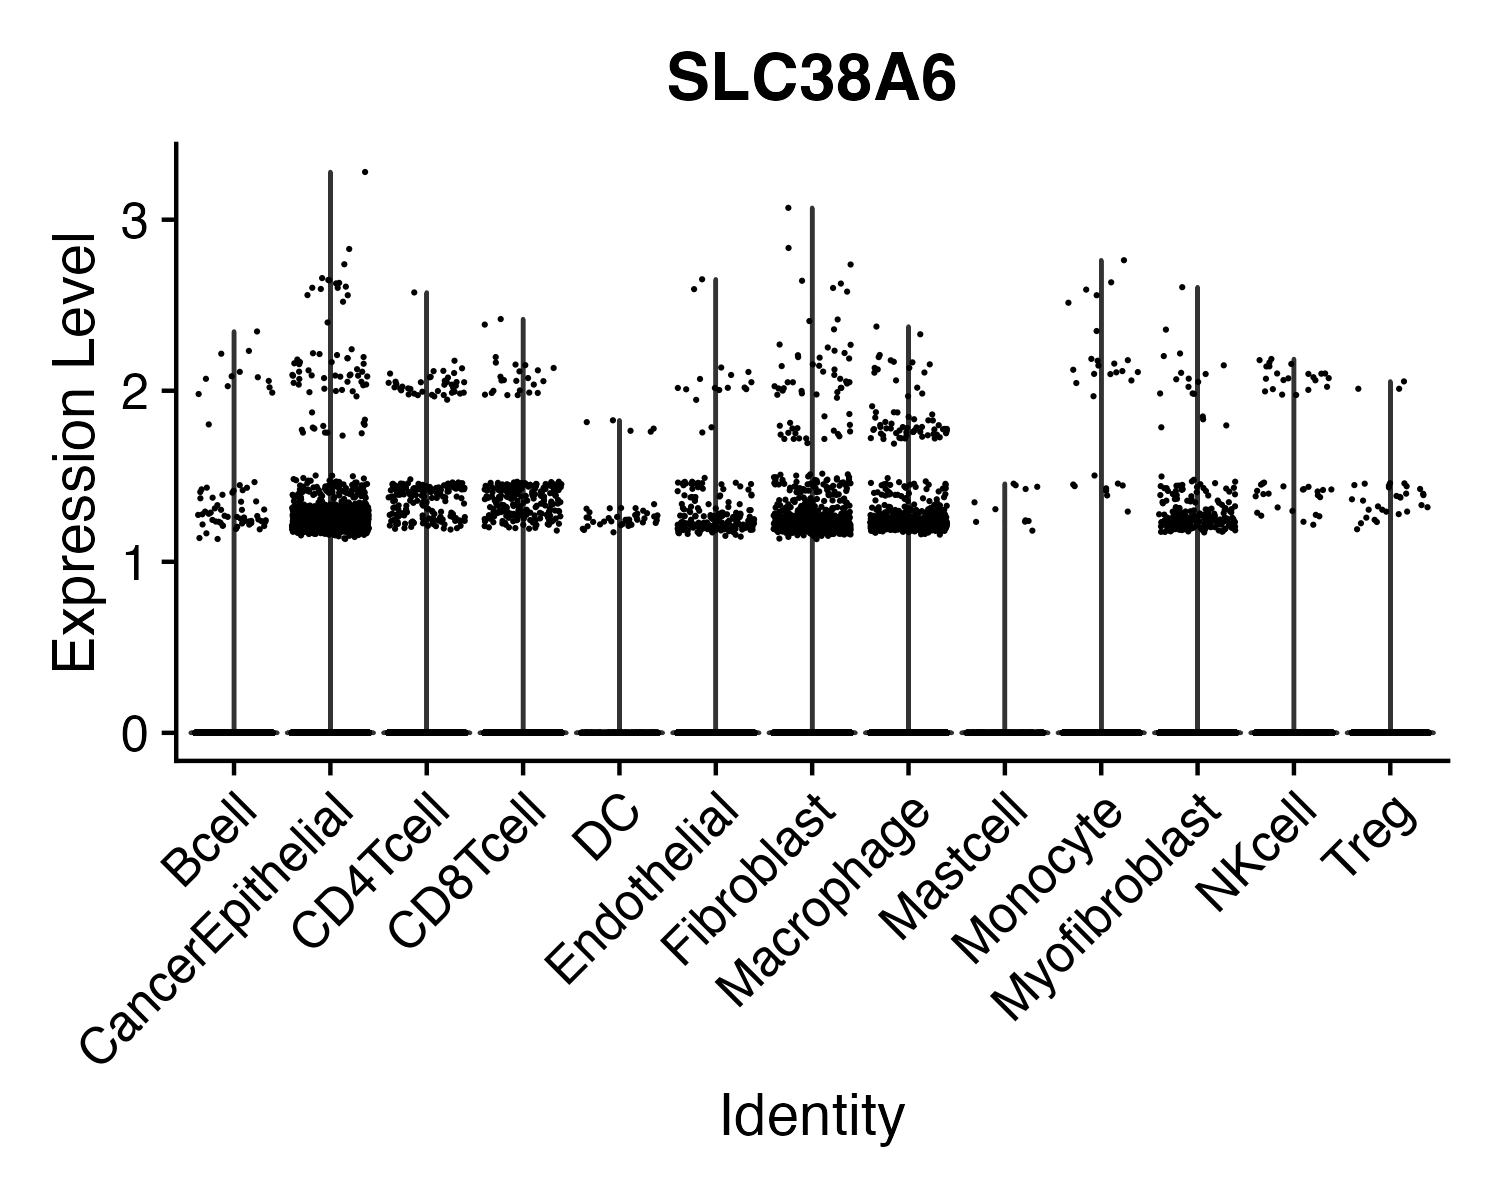 SLC38A6
Expression Level
3
2
1
0
Bcell
CancerEpithelial
CD4Tcell
CD8Tcell
DC
Endothelial
Fibroblast
Macrophage
Mastcell
Monocyte
Myofibroblast
NKcell
Treg
Identity